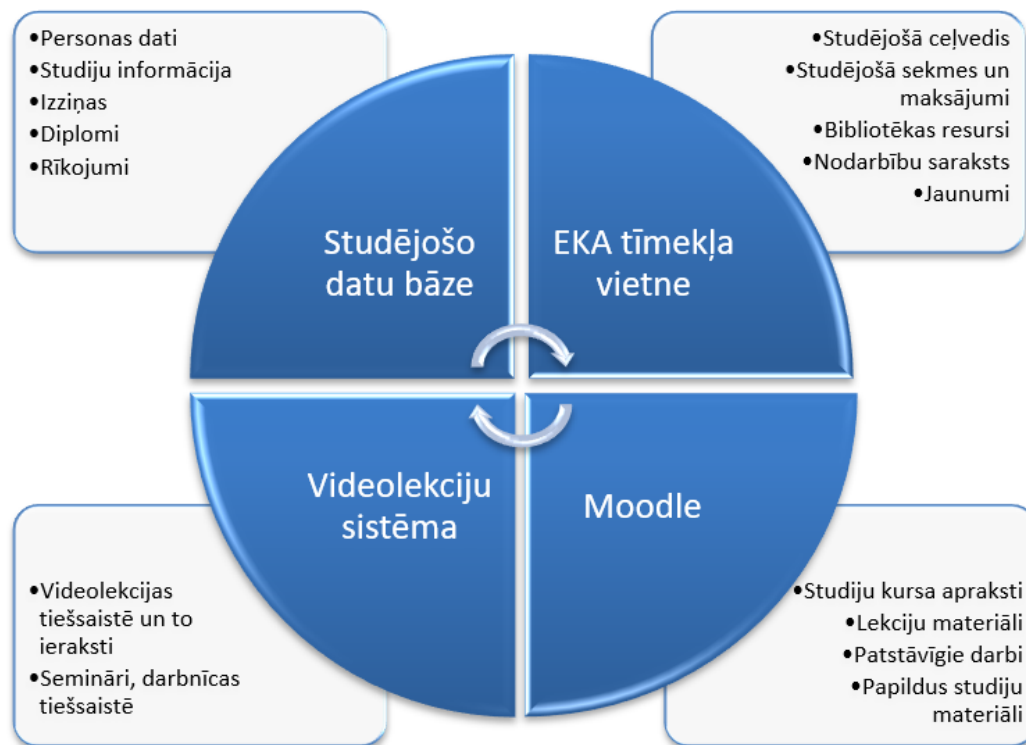 •Personas dati
•Studiju informācija
•Izziņas
•Diplomi
•Rīkojumi
•Studējošā ceļvedis
•Studējošā sekmes un
maksājumi
•Bibliotēkas resursi
•Nodarbību saraksts
•Jaunumi
Studējošo
datu bāze
EKA tīmekļa
vietne
Videolekciju
sistēma
Moodle
•Videolekcijas
tiešsaistē un to
ieraksti
•Semināri, darbnīcas
tiešsaistē
•Studiju kursa apraksti
•Lekciju materiāli
•Patstāvīgie darbi
•Papildus studiju
materiāli